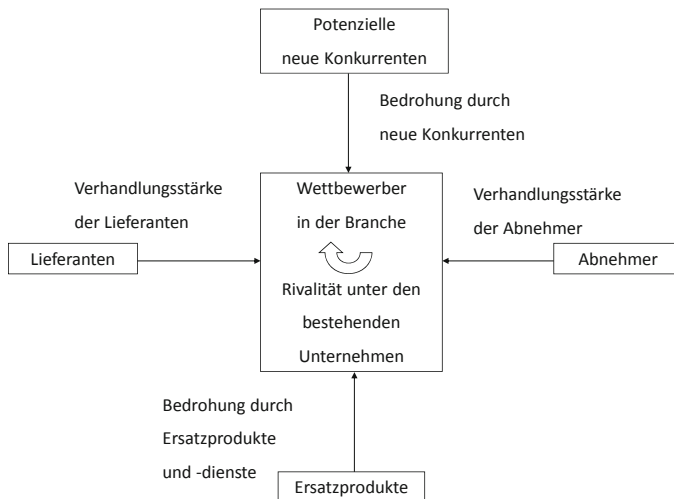 Potenzielle
neue Konkurrenten
Bedrohung durch
neue Konkurrenten
Verhandlungsstärke
der Lieferanten
Lieferanten
Wettbewerber
in der Branche
Rivalität unter den
bestehenden
Unternehmen
Verhandlungsstärke
der Abnehmer
Abnehmer
Bedrohung durch
Ersatzprodukte
und -dienste
Ersatzprodukte